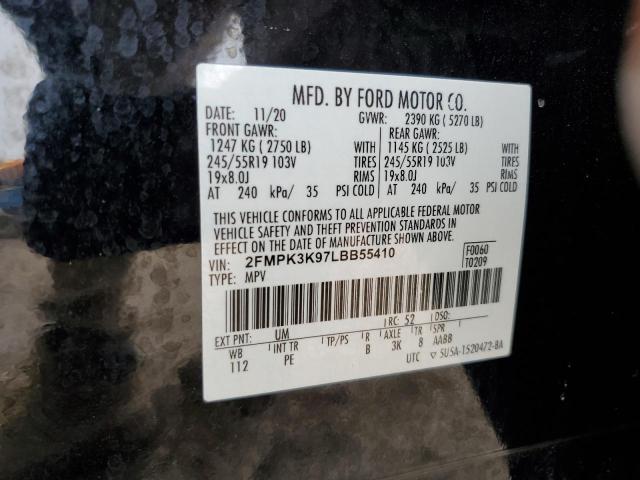 MFD. BY FORD MOTOR CO.
DATE: 11/20 GVWR: 2390 KG ( 5270 LB)
FRONT GAWR: REAR GAWR:
1247 KG ( 2750 LB) WITH 1145 KG ( 2525 LB)
245/55R19 103V TIRES 245/55R19 103V
19x8.0J RIMS 19x8.0J
AT 240 kPa/ 35 PSI COLD AT 240 kPa/ 35 PSI COLD
THIS VEHICLE CONFORMS TO ALL APPLICABLE FEDERAL MOTOR
VEHICLE SAFETY AND THEFT PREVENTION STANDARDS IN
EFFECT ON THE DATE OF MANUFACTURE SHOWN ABOVE.
VIN: 2FMPK3K97LBB55410 F0060
TYPE: MPV T0209
EXT PNT: UM RC: 52 DSO:
WB INT TR TP/PS R AXLE TR SPR
112 PE B 3K 8 AABB
UTC 5U5A-1520472-BA